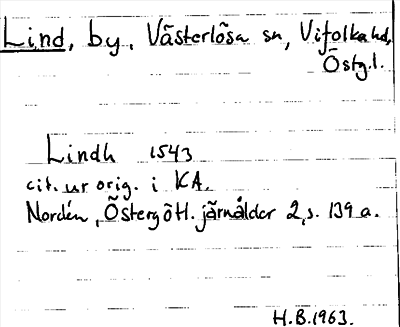 Lind, by, Västerlösa sn, Vifolka hd,
Östg.l.
Lindh 1543
cit. ur orig. i KA.
Nordén, Östergötl. järnålder 2, s. 139 a.
H.B. 1963.